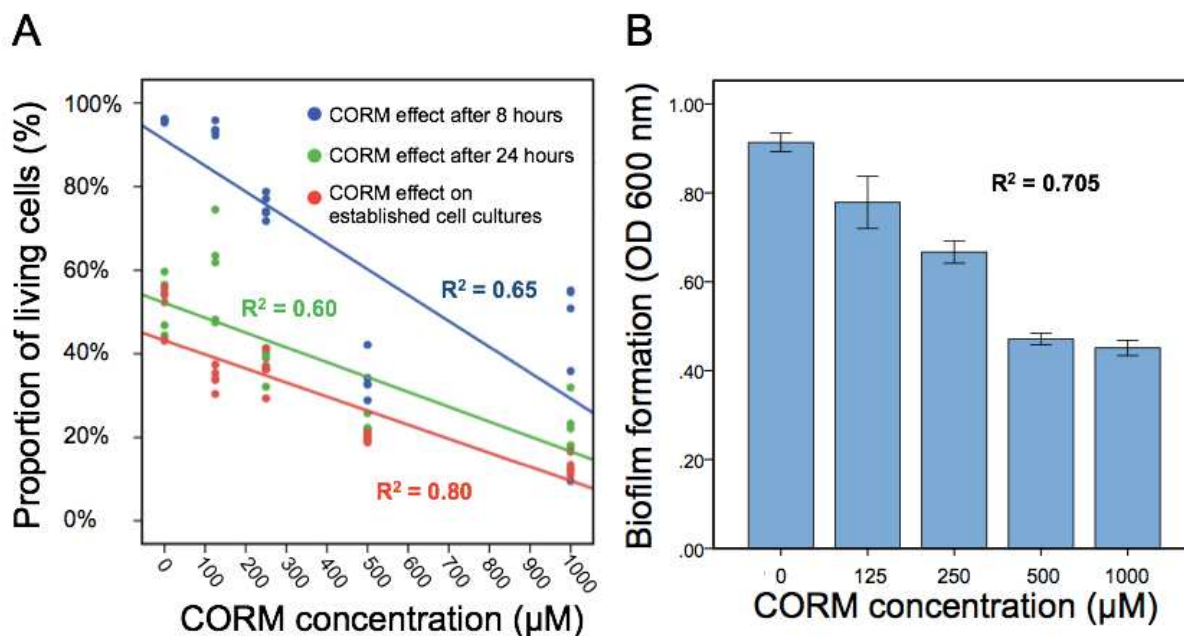 A
Proportion of living cells (%)
100%
80%
60%
40%
20%
0%
CORM effect after 8 hours
CORM effect after 24 hours
CORM effect on
established cell cultures
R² = 0.60
R² = 0.65
R² = 0.80
0 100 200 300 400 500 600 700 800 900 1000
CORM concentration (µM)
B
Biofilm formation (OD 600 nm)
1.00
.80
.60
.40
.20
.00
R² = 0.705
0 125 250 500 1000
CORM concentration (µM)